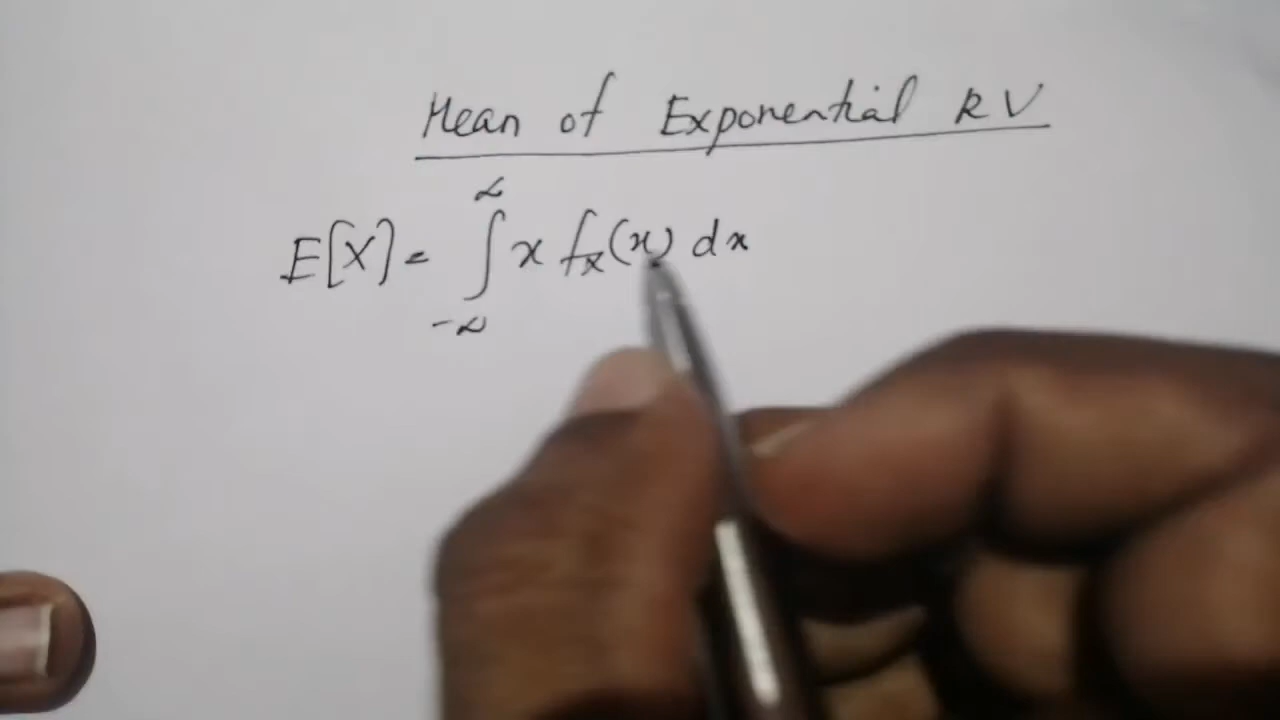 Mean of Exponential RV
E[X] = ∫_{-∞}^{∞} x f_X(x) dx